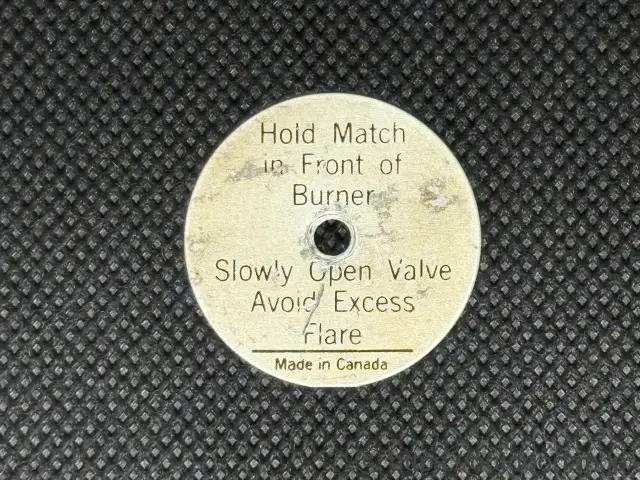 Hold Match
in Front of
Burner
Slowly Open Valve
Avoid Excess
Flare
Made in Canada